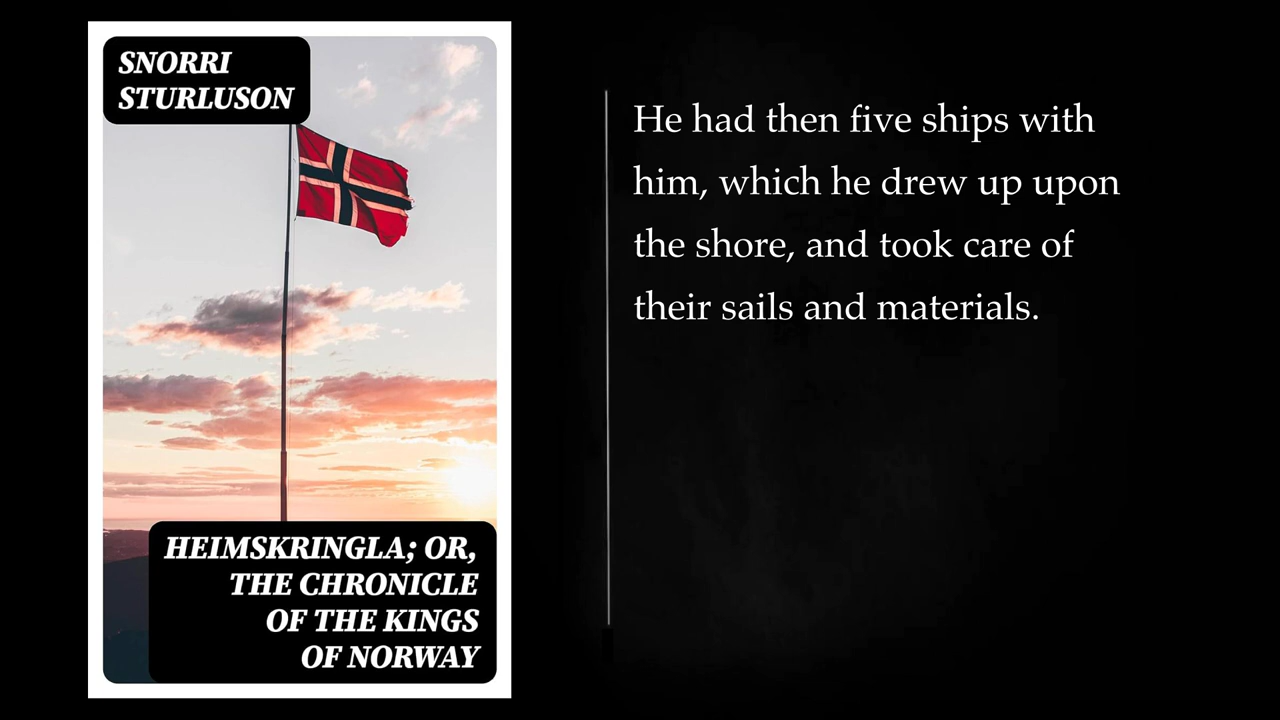 SNORRI
STURLUSON
HEIMSKRINGLA; OR,
THE CHRONICLE
OF THE KINGS
OF NORWAY
He had then five ships with
him, which he drew up upon
the shore, and took care of
their sails and materials.